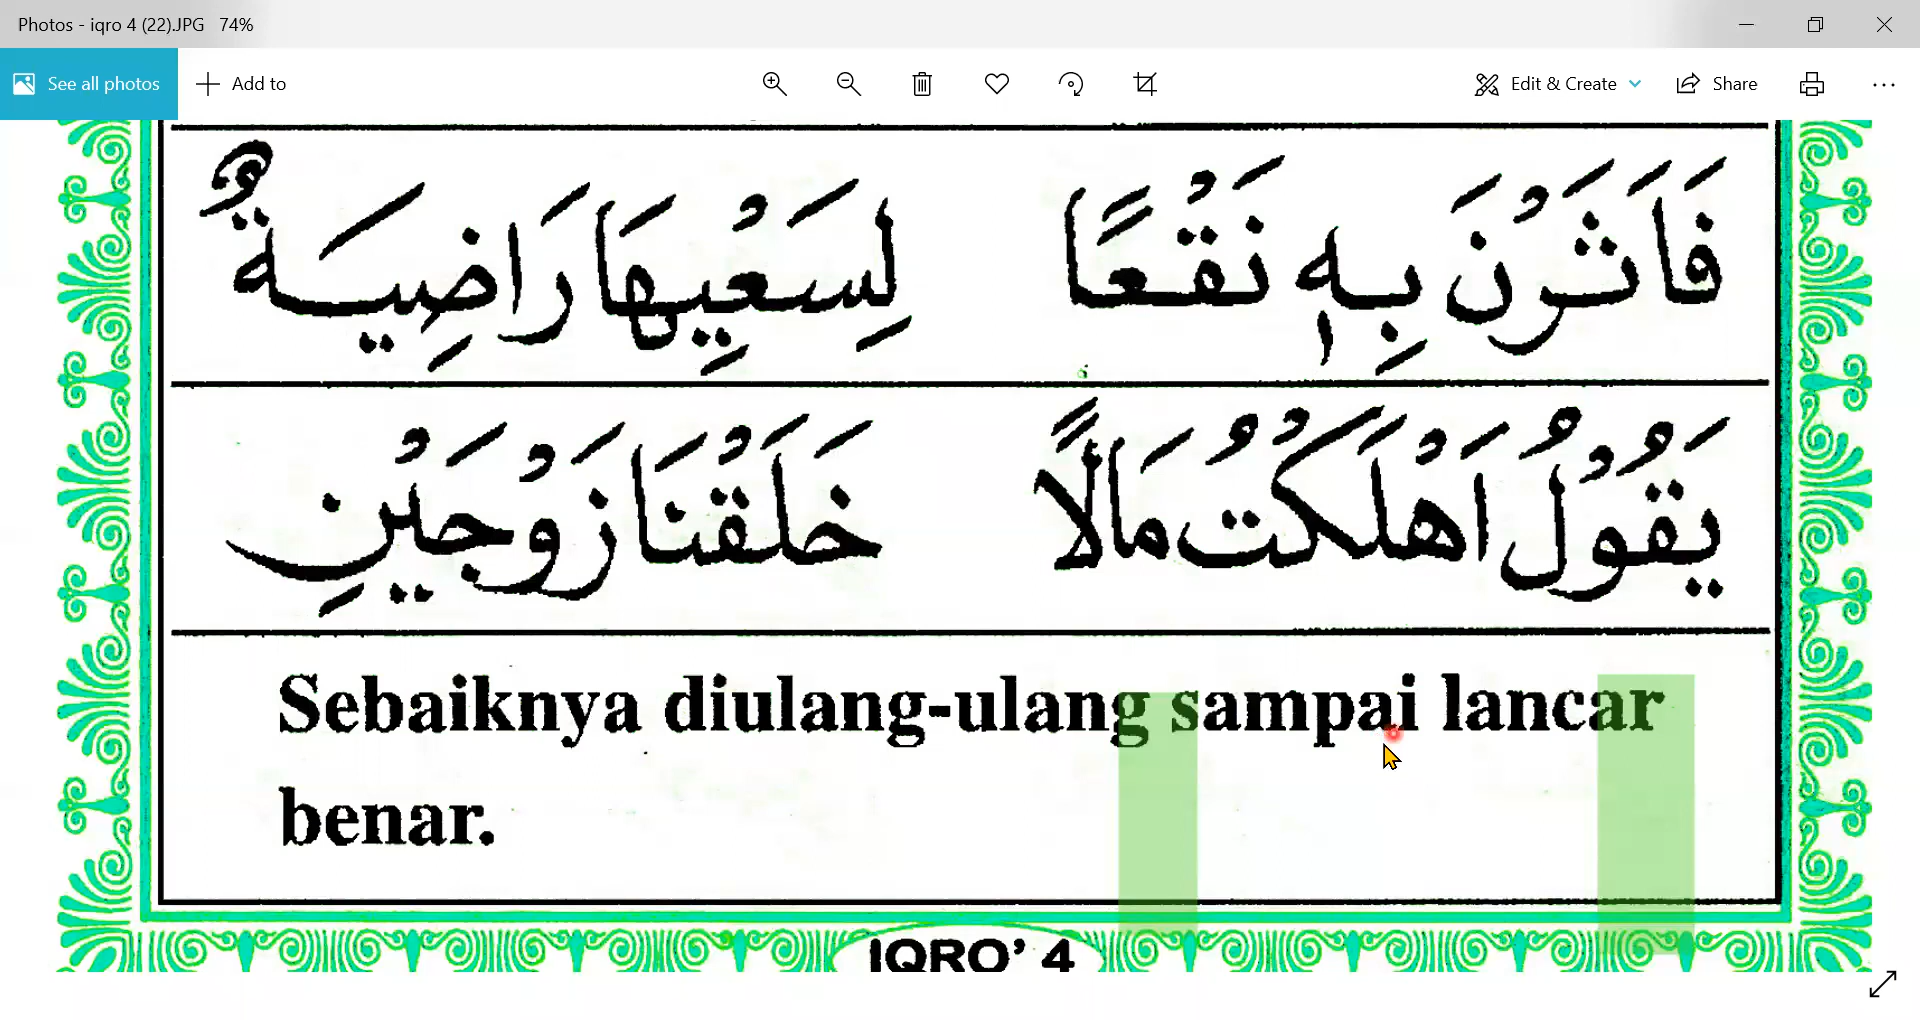 Photos - iqro 4 (22).JPG 74%
See all photos Add to Edit & Create Share
فَاَثَرْنَ بِهٖ نَقْعًا لِسَعْيِهَا رَاضِيَةٌ
يَقُوْلُ اَهْلَكْتُ مَالًا خَلَقْنَا زَوْجَيْنِ
Sebaiknya diulang-ulang sampai lancar
benar.
IQRO' 4